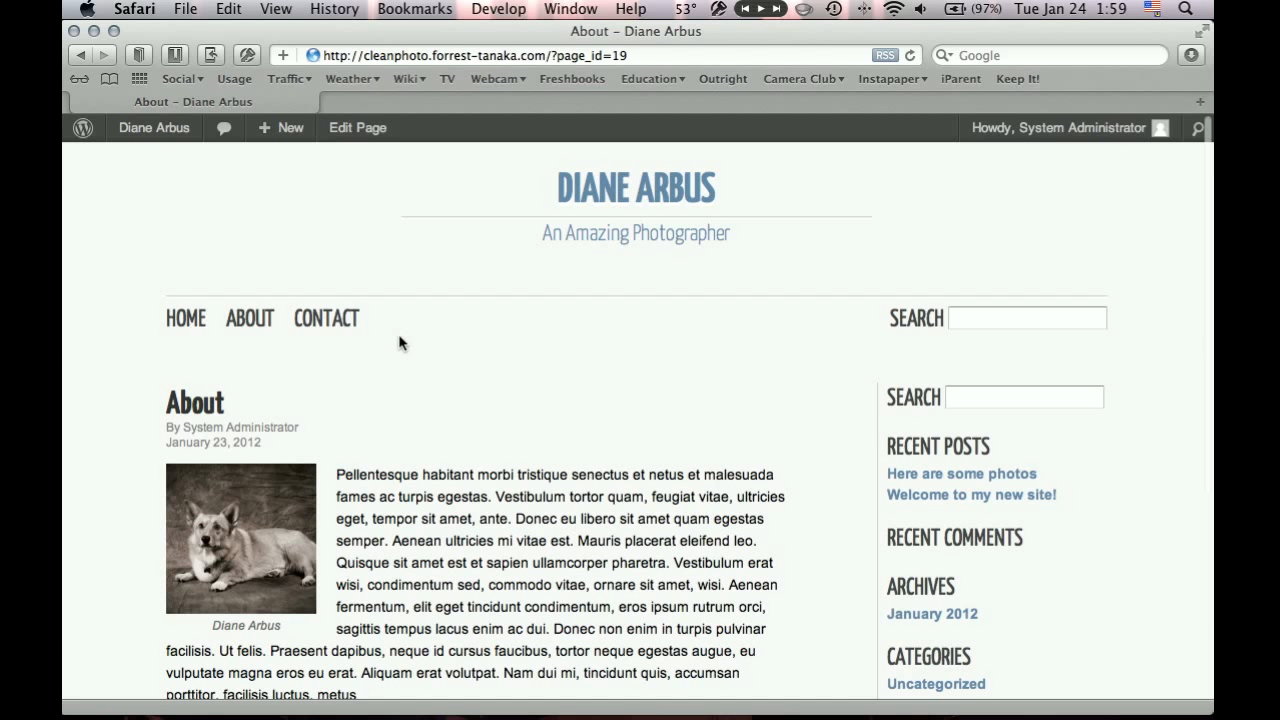 Safari File Edit View History Bookmarks Develop Window Help 53° (97%) Tue Jan 24 1:59
About – Diane Arbus
http://cleanphoto.forrest-tanaka.com/?page_id=19 RSS Google
Social Usage Traffic Weather Wiki TV Webcam Freshbooks Education Outright Camera Club Instapaper iParent Keep It!
About – Diane Arbus
Diane Arbus New Edit Page Howdy, System Administrator
DIANE ARBUS
An Amazing Photographer
HOME ABOUT CONTACT SEARCH
About
By System Administrator
January 23, 2012
Pellentesque habitant morbi tristique senectus et netus et malesuada
fames ac turpis egestas. Vestibulum tortor quam, feugiat vitae, ultricies
eget, tempor sit amet, ante. Donec eu libero sit amet quam egestas
semper. Aenean ultricies mi vitae est. Mauris placerat eleifend leo.
Quisque sit amet est et sapien ullamcorper pharetra. Vestibulum erat
wisi, condimentum sed, commodo vitae, ornare sit amet, wisi. Aenean
fermentum, elit eget tincidunt condimentum, eros ipsum rutrum orci,
sagittis tempus lacus enim ac dui. Donec non enim in turpis pulvinar
facilisis. Ut felis. Praesent dapibus, neque id cursus faucibus, tortor neque egestas augue, eu
vulputate magna eros eu erat. Aliquam erat volutpat. Nam dui mi, tincidunt quis, accumsan
porttitor, facilisis luctus, metus
Diane Arbus
SEARCH
RECENT POSTS
Here are some photos
Welcome to my new site!
RECENT COMMENTS
ARCHIVES
January 2012
CATEGORIES
Uncategorized